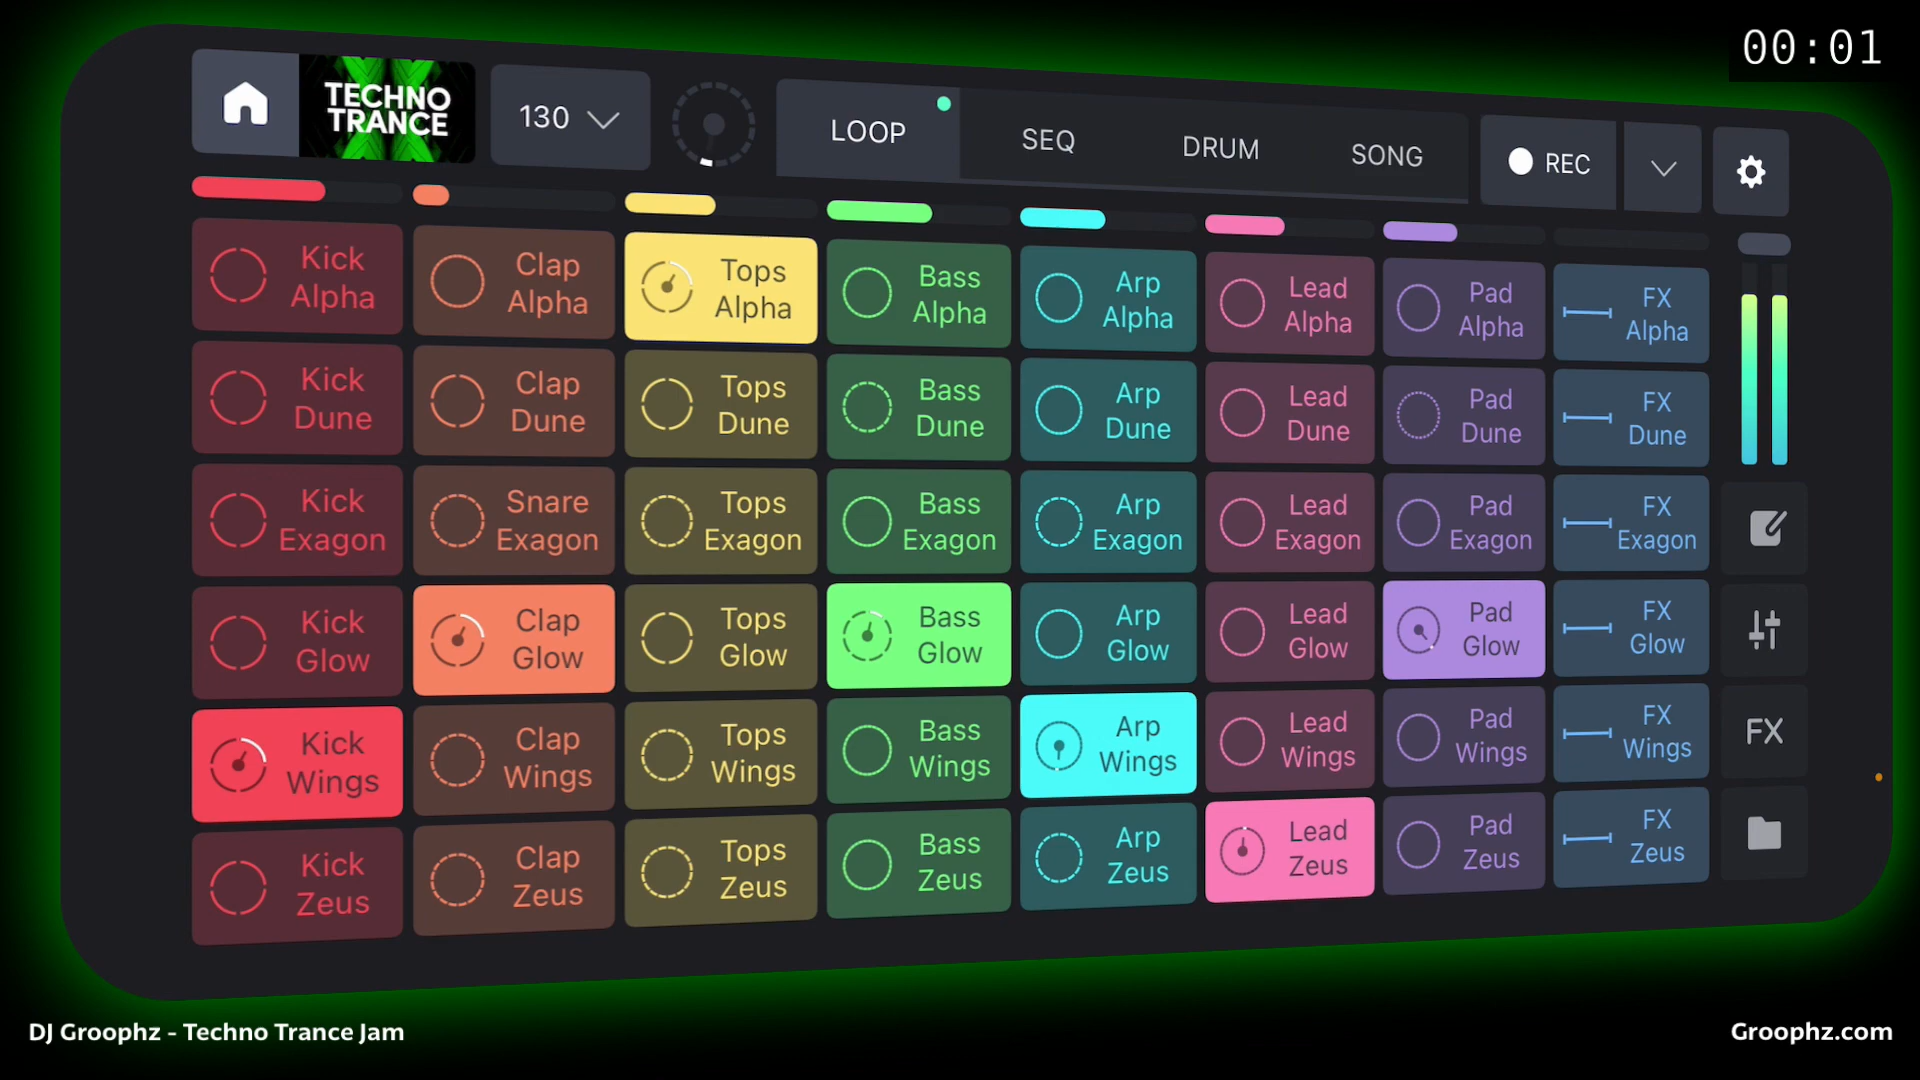 00:01
TECHNO
TRANCE
130
LOOP
SEQ
DRUM
SONG
REC
Kick
Alpha
Clap
Alpha
Tops
Alpha
Bass
Alpha
Arp
Alpha
Lead
Alpha
Pad
Alpha
FX
Alpha
Kick
Dune
Clap
Dune
Tops
Dune
Bass
Dune
Arp
Dune
Lead
Dune
Pad
Dune
FX
Dune
Kick
Exagon
Snare
Exagon
Tops
Exagon
Bass
Exagon
Arp
Exagon
Lead
Exagon
Pad
Exagon
FX
Exagon
Kick
Glow
Clap
Glow
Tops
Glow
Bass
Glow
Arp
Glow
Lead
Glow
Pad
Glow
FX
Glow
Kick
Wings
Clap
Wings
Tops
Wings
Bass
Wings
Arp
Wings
Lead
Wings
Pad
Wings
FX
Wings
FX
Kick
Zeus
Clap
Zeus
Tops
Zeus
Bass
Zeus
Arp
Zeus
Lead
Zeus
Pad
Zeus
FX
Zeus
DJ Groophz - Techno Trance Jam
Groophz.com